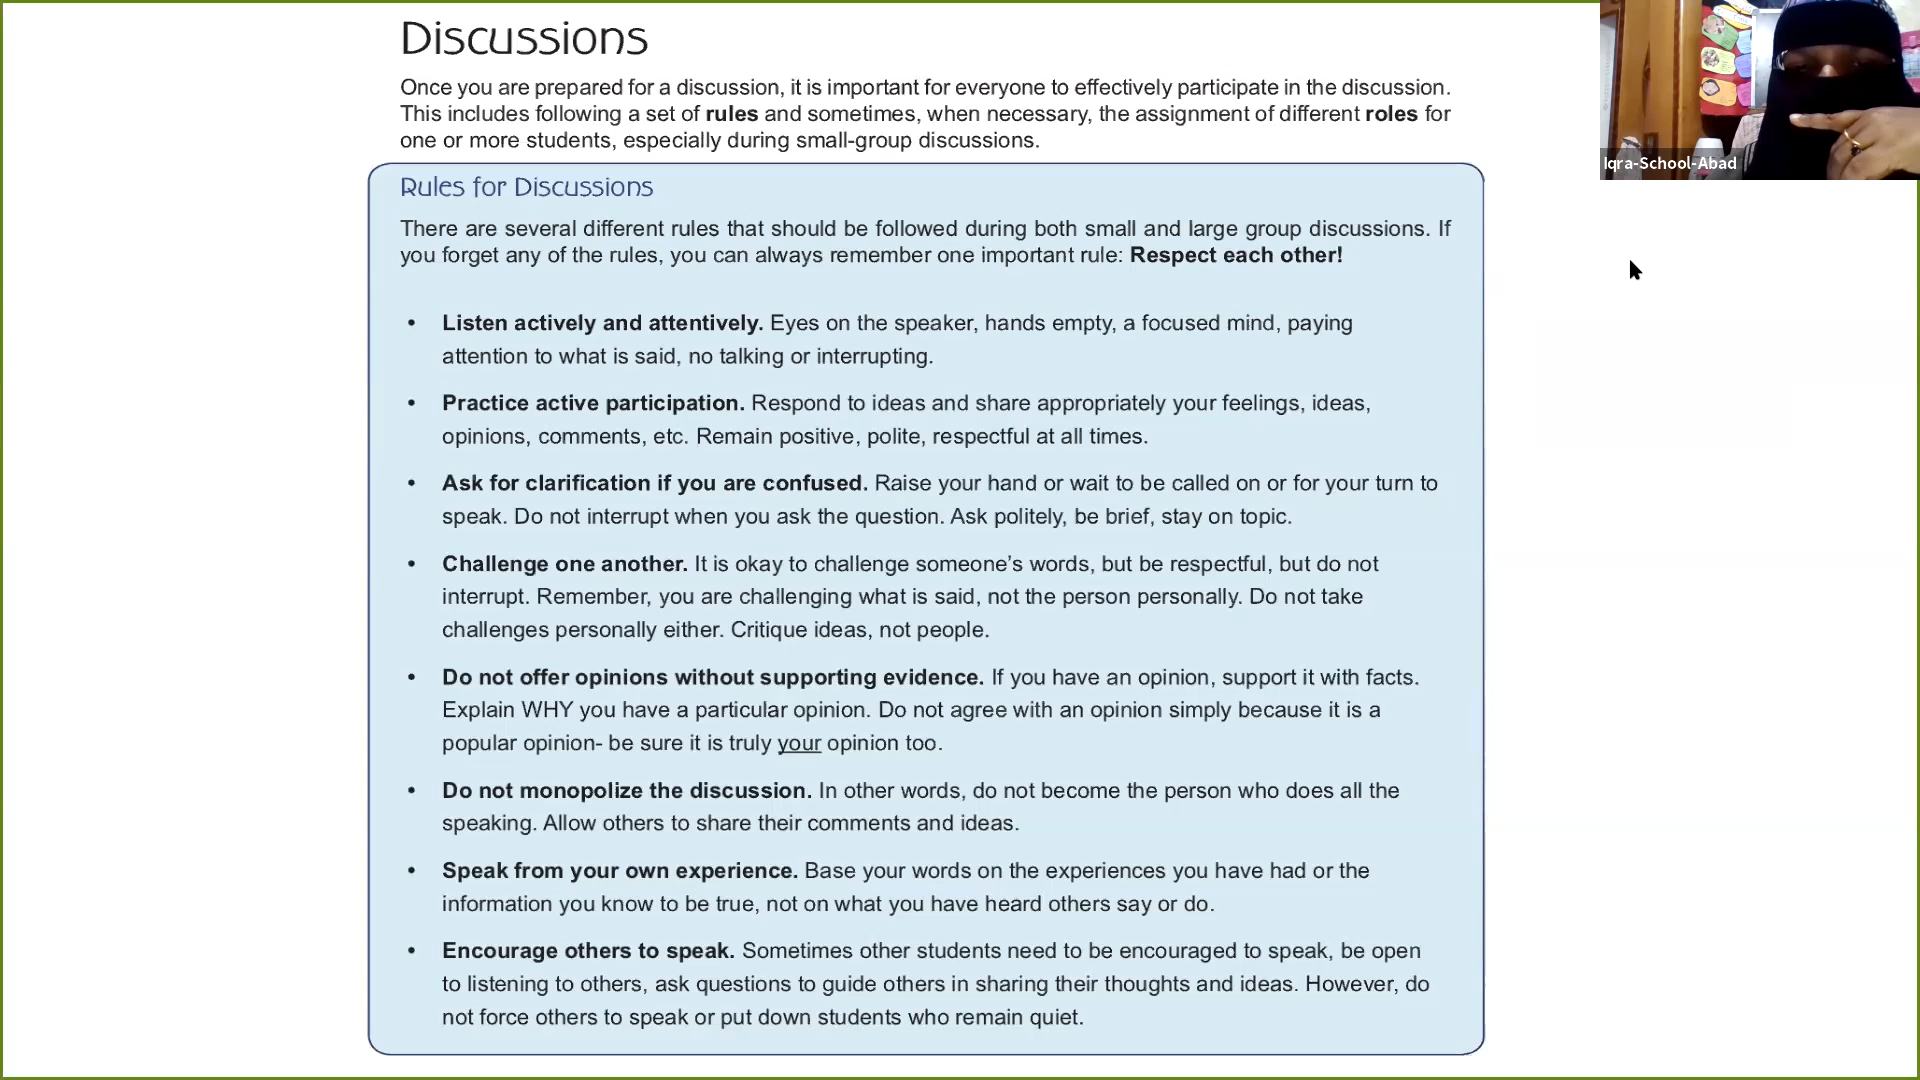 Discussions
Once you are prepared for a discussion, it is important for everyone to effectively participate in the discussion.
This includes following a set of rules and sometimes, when necessary, the assignment of different roles for
one or more students, especially during small-group discussions.
Rules for Discussions
There are several different rules that should be followed during both small and large group discussions. If
you forget any of the rules, you can always remember one important rule: Respect each other!
• Listen actively and attentively. Eyes on the speaker, hands empty, a focused mind, paying
attention to what is said, no talking or interrupting.
• Practice active participation. Respond to ideas and share appropriately your feelings, ideas,
opinions, comments, etc. Remain positive, polite, respectful at all times.
• Ask for clarification if you are confused. Raise your hand or wait to be called on or for your turn to
speak. Do not interrupt when you ask the question. Ask politely, be brief, stay on topic.
• Challenge one another. It is okay to challenge someone’s words, but be respectful, but do not
interrupt. Remember, you are challenging what is said, not the person personally. Do not take
challenges personally either. Critique ideas, not people.
• Do not offer opinions without supporting evidence. If you have an opinion, support it with facts.
Explain WHY you have a particular opinion. Do not agree with an opinion simply because it is a
popular opinion- be sure it is truly your opinion too.
• Do not monopolize the discussion. In other words, do not become the person who does all the
speaking. Allow others to share their comments and ideas.
• Speak from your own experience. Base your words on the experiences you have had or the
information you know to be true, not on what you have heard others say or do.
• Encourage others to speak. Sometimes other students need to be encouraged to speak, be open
to listening to others, ask questions to guide others in sharing their thoughts and ideas. However, do
not force others to speak or put down students who remain quiet.
Iqra-School-Abad